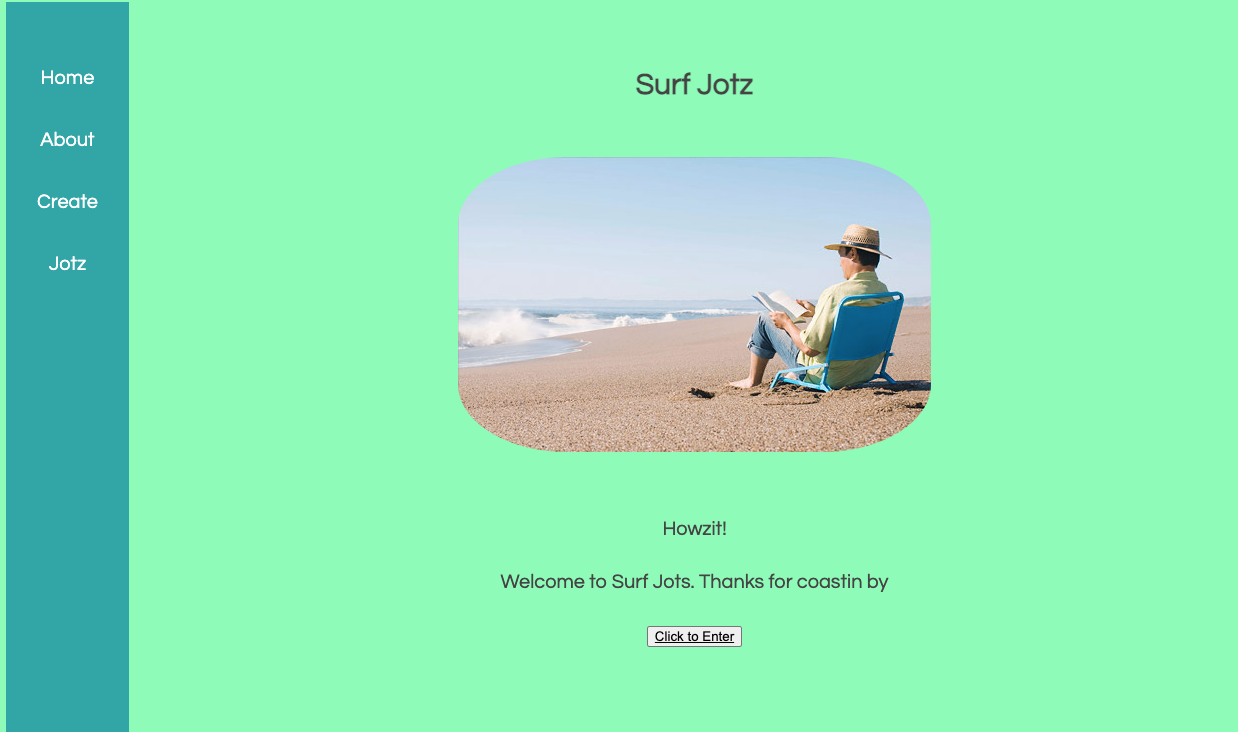 Home
About
Create
Jotz
Surf Jotz
Howzit!
Welcome to Surf Jots. Thanks for coastin by
Click to Enter